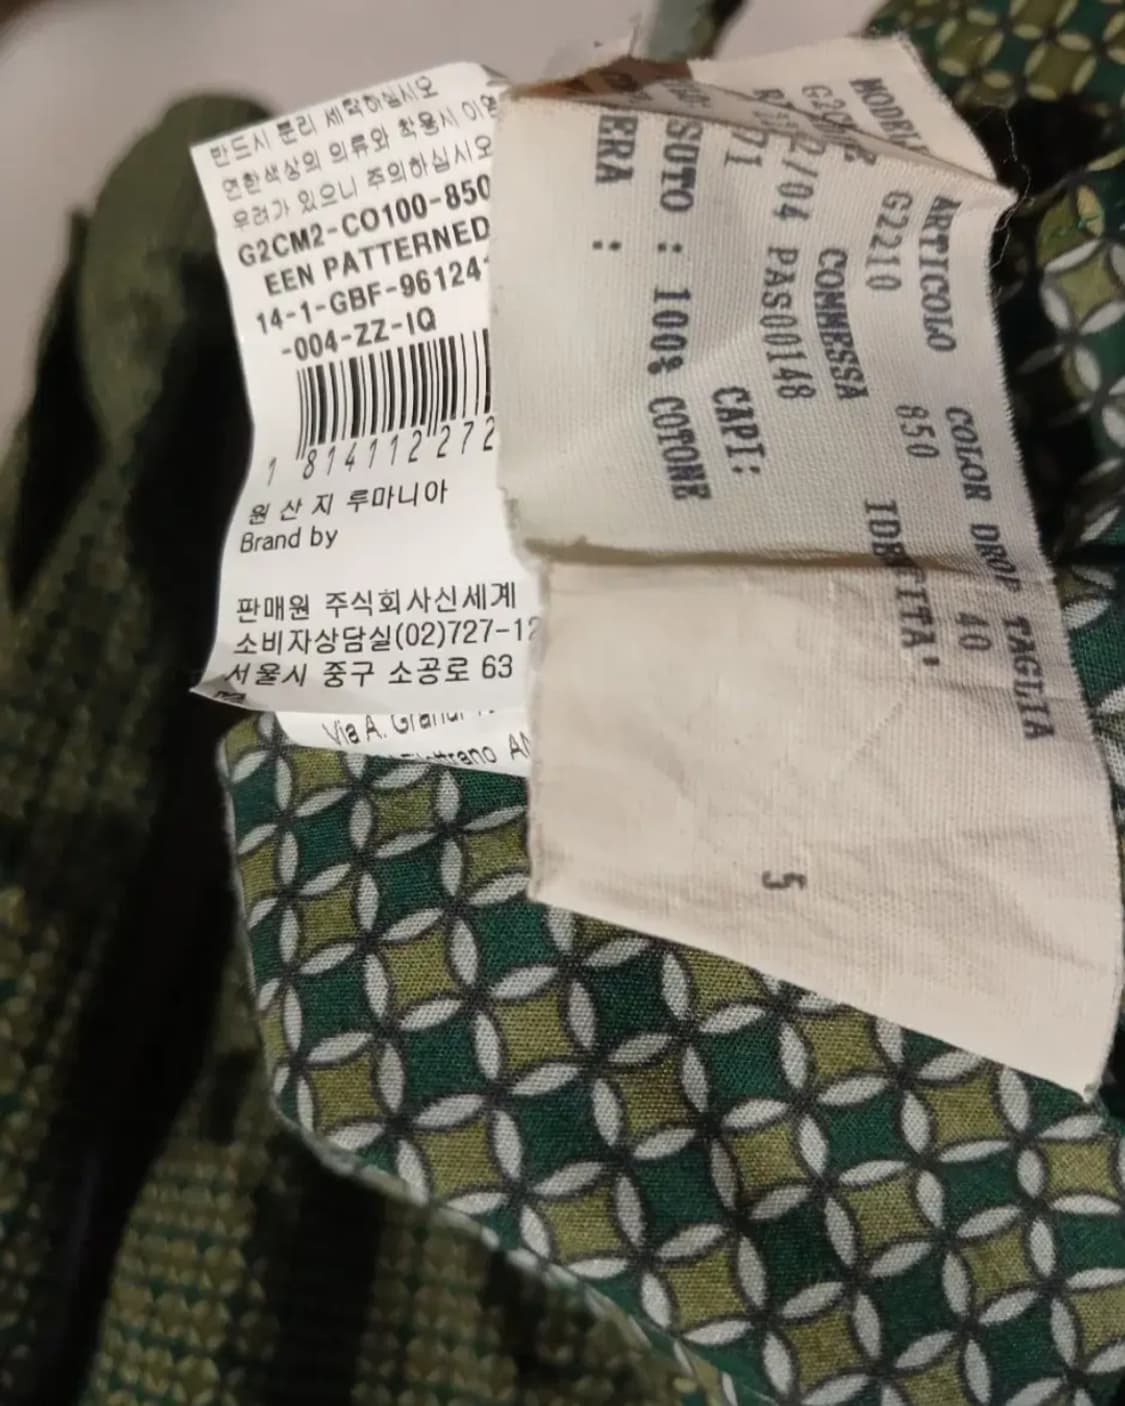 반드시 분리 세탁하십시오
연한색상의 의류와 착용시 이염
우려가 있으니 주의하십시오
G2CM2-CO100-850
EEN PATTERNED
14-1-GBF-96124
-004-ZZ-IQ
1 814112 272
원 산 지 루마니아
Brand by
판매원 주식회사신세계
소비자상담실(02)727-12
서울시 중구 소공로 63
Via A.
ARTICOLO COLOR DROP TAGLIA
G2210 850 40
COMMESSA
PAS00148
CAPI:
5
SUTO : 100% COTONE
ERA :